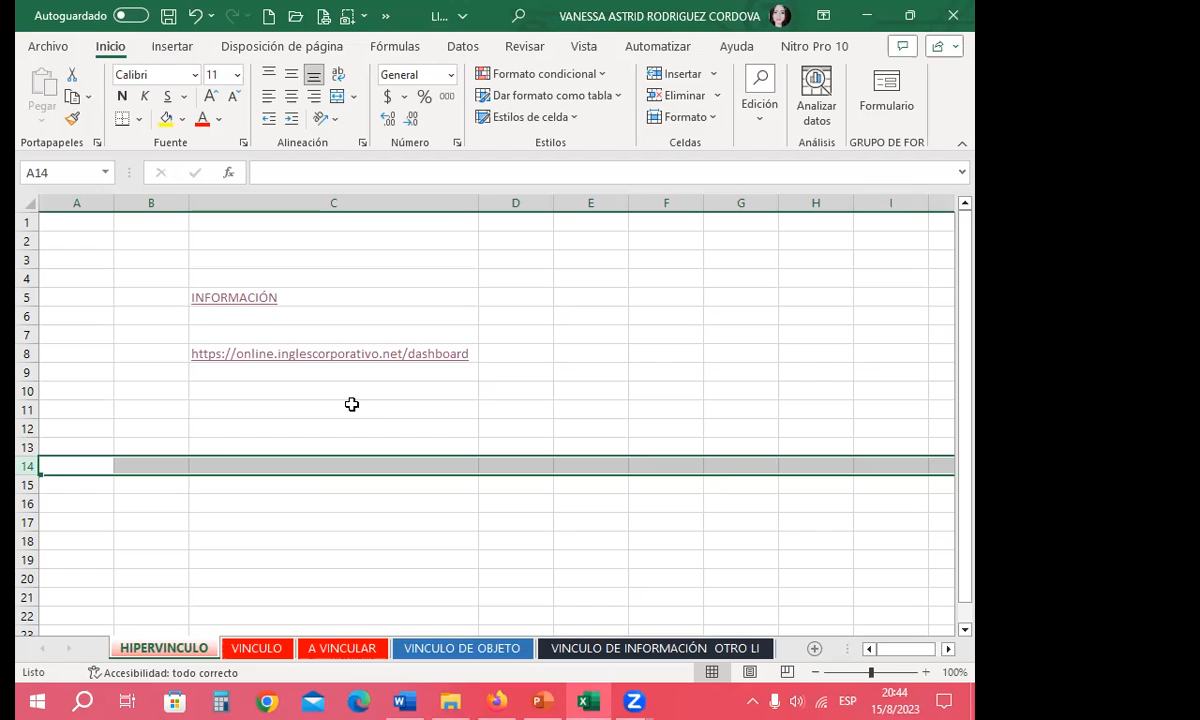 Autoguardado
LI...
VANESSA ASTRID RODRIGUEZ CORDOVA
Archivo Inicio Insertar Disposición de página Fórmulas Datos Revisar Vista Automatizar Ayuda Nitro Pro 10
Pegar
Calibri 11
N K S
Portapapeles
Fuente
Alineación
General
$ % 000
Número
Formato condicional
Dar formato como tabla
Estilos de celda
Estilos
Insertar
Eliminar
Formato
Celdas
Edición
Analizar datos
Análisis
Formulario
GRUPO DE FOR
A14
fx
A B C D E F G H I
1
2
3
4
5 INFORMACIÓN
6
7
8 https://online.inglescorporativo.net/dashboard
9
10
11
12
13
14
15
16
17
18
19
20
21
22
23
HIPERVINCULO VINCULO A VINCULAR VINCULO DE OBJETO VINCULO DE INFORMACIÓN OTRO LI
Listo Accesibilidad: todo correcto 100%
ESP 20:44
15/8/2023